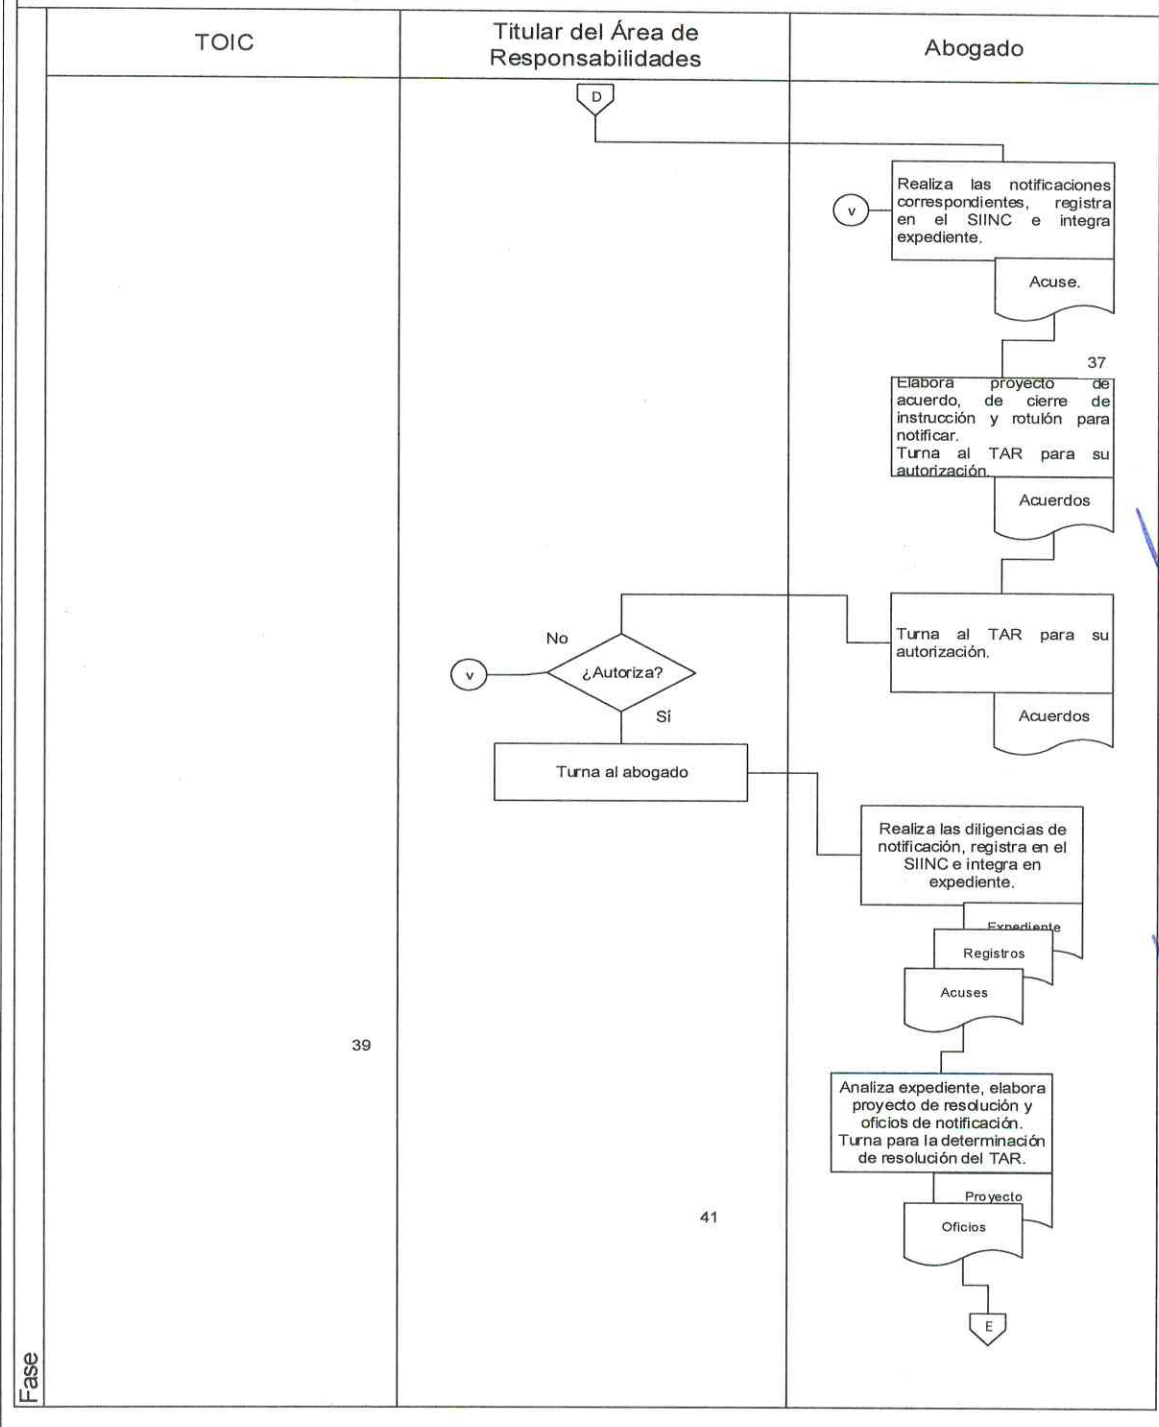 TOIC
Titular del Área de
Responsabilidades
Abogado
D
Realiza las notificaciones
correspondientes, registra
en el SIINC e integra
expediente.
v
Acuse.
37
Elabora proyecto de
acuerdo, de cierre de
instrucción y rotulón para
notificar.
Turna al TAR para su
autorización.
Acuerdos
Turna al TAR para su
autorización.
Acuerdos
No
¿Autoriza?
v
Sí
Turna al abogado
Realiza las diligencias de
notificación, registra en el
SIINC e integra en
expediente.
Expediente
Registros
Acuses
39
Analiza expediente, elabora
proyecto de resolución y
oficios de notificación.
Turna para la determinación
de resolución del TAR.
Proyecto
Oficios
41
E
Fase